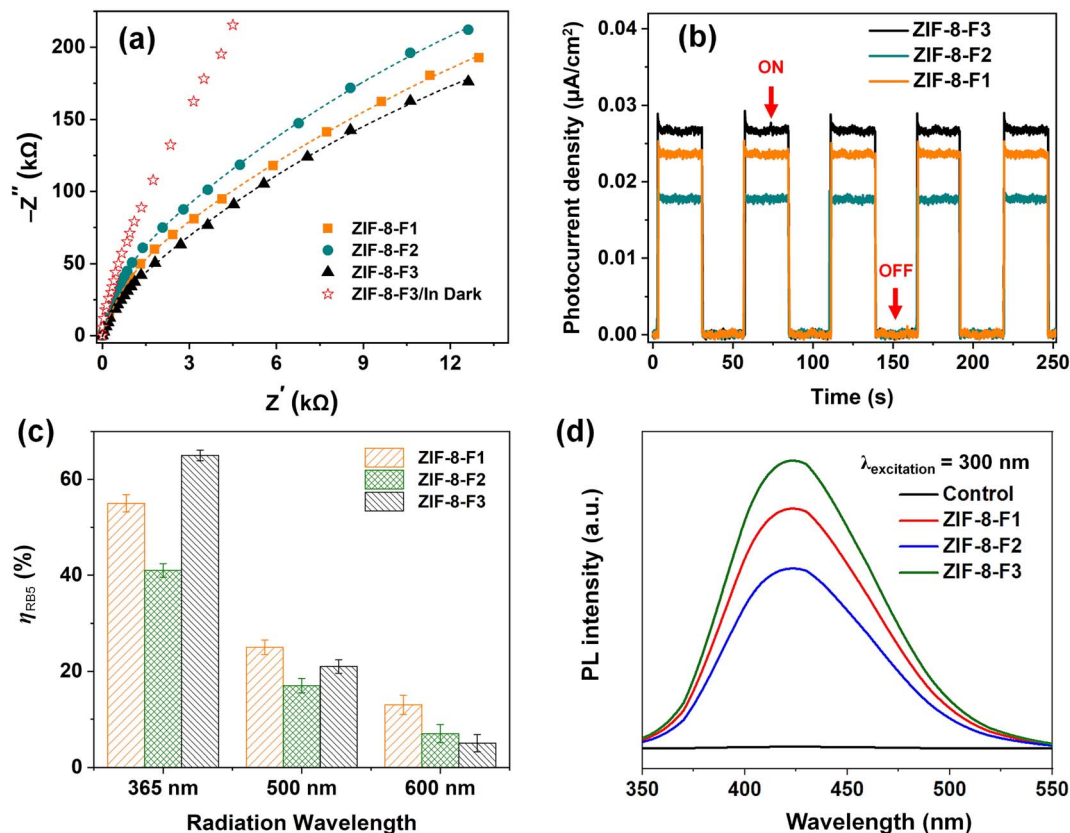 (a)
200
150
100
50
0
−Z″ (kΩ)
ZIF-8-F1
ZIF-8-F2
ZIF-8-F3
ZIF-8-F3/In Dark
0 3 6 9 12
Z′ (kΩ)
(b)
0.04
0.03
0.02
0.01
0.00
Photocurrent density (μA/cm²)
ZIF-8-F3
ZIF-8-F2
ZIF-8-F1
ON
OFF
0 50 100 150 200 250
Time (s)
(c)
60
40
20
0
ηRB5 (%)
ZIF-8-F1
ZIF-8-F2
ZIF-8-F3
365 nm 500 nm 600 nm
Radiation Wavelength
(d)
PL intensity (a.u.)
λexcitation = 300 nm
Control
ZIF-8-F1
ZIF-8-F2
ZIF-8-F3
350 400 450 500 550
Wavelength (nm)